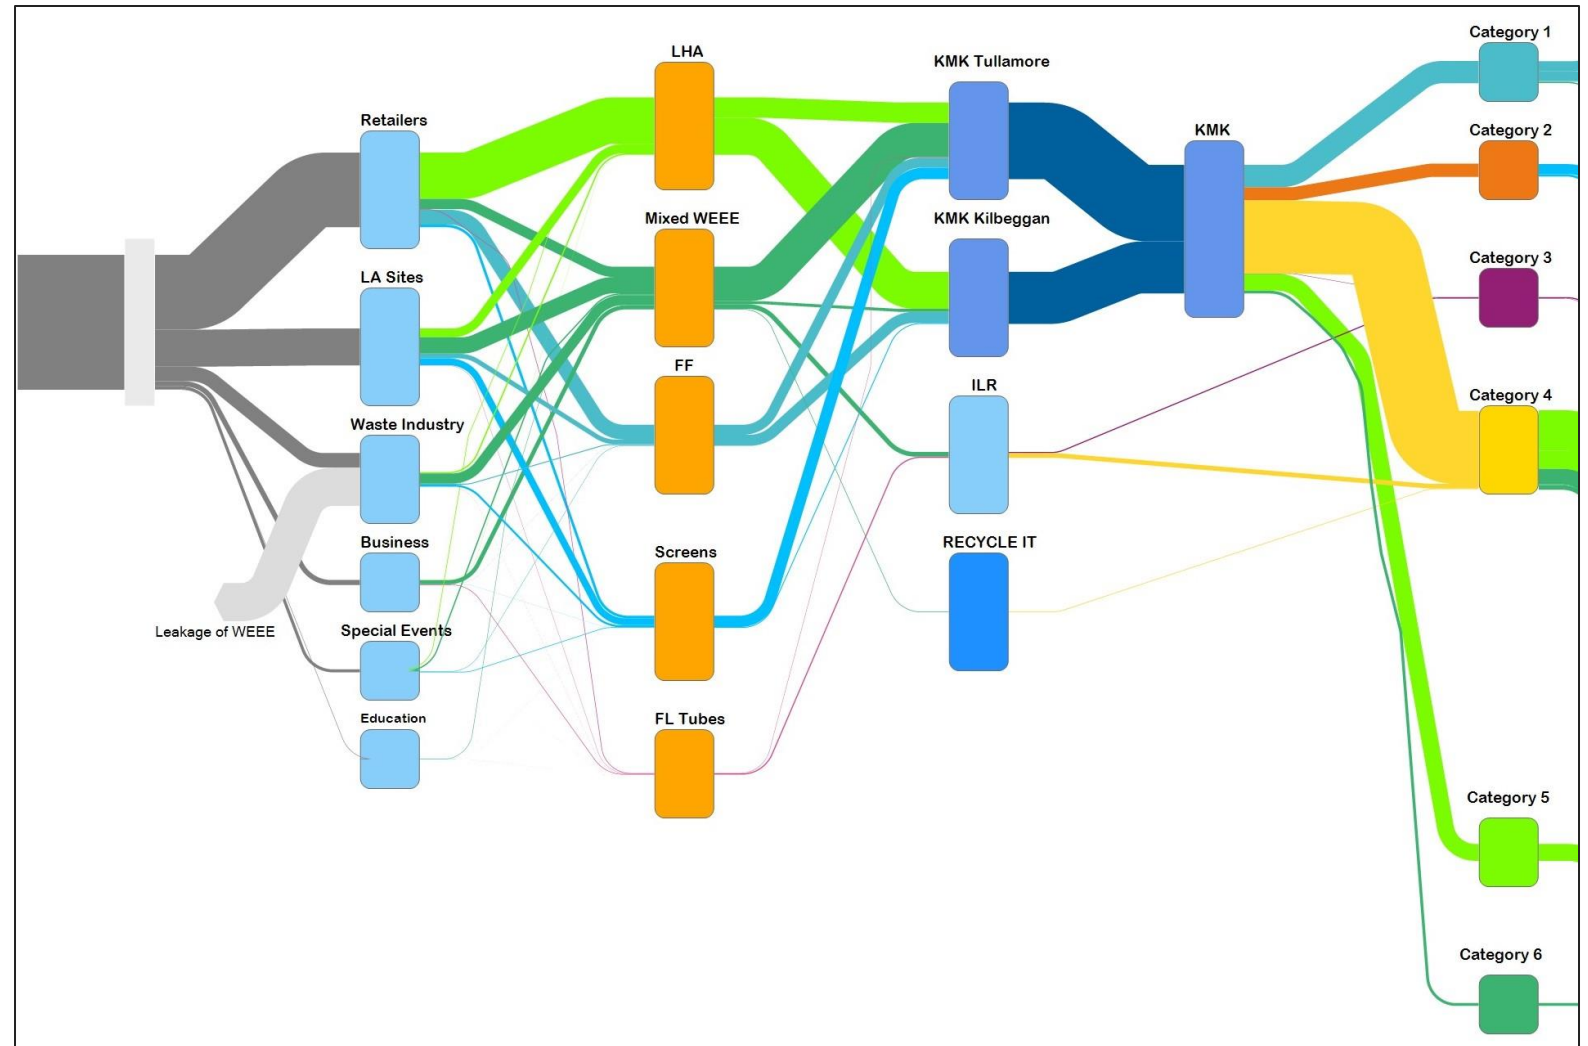 Retailers
LA Sites
Waste Industry
Business
Leakage of WEEE
Special Events
Education
LHA
Mixed WEEE
FF
Screens
FL Tubes
KMK Tullamore
KMK Kilbeggan
ILR
RECYCLE IT
KMK
Category 1
Category 2
Category 3
Category 4
Category 5
Category 6